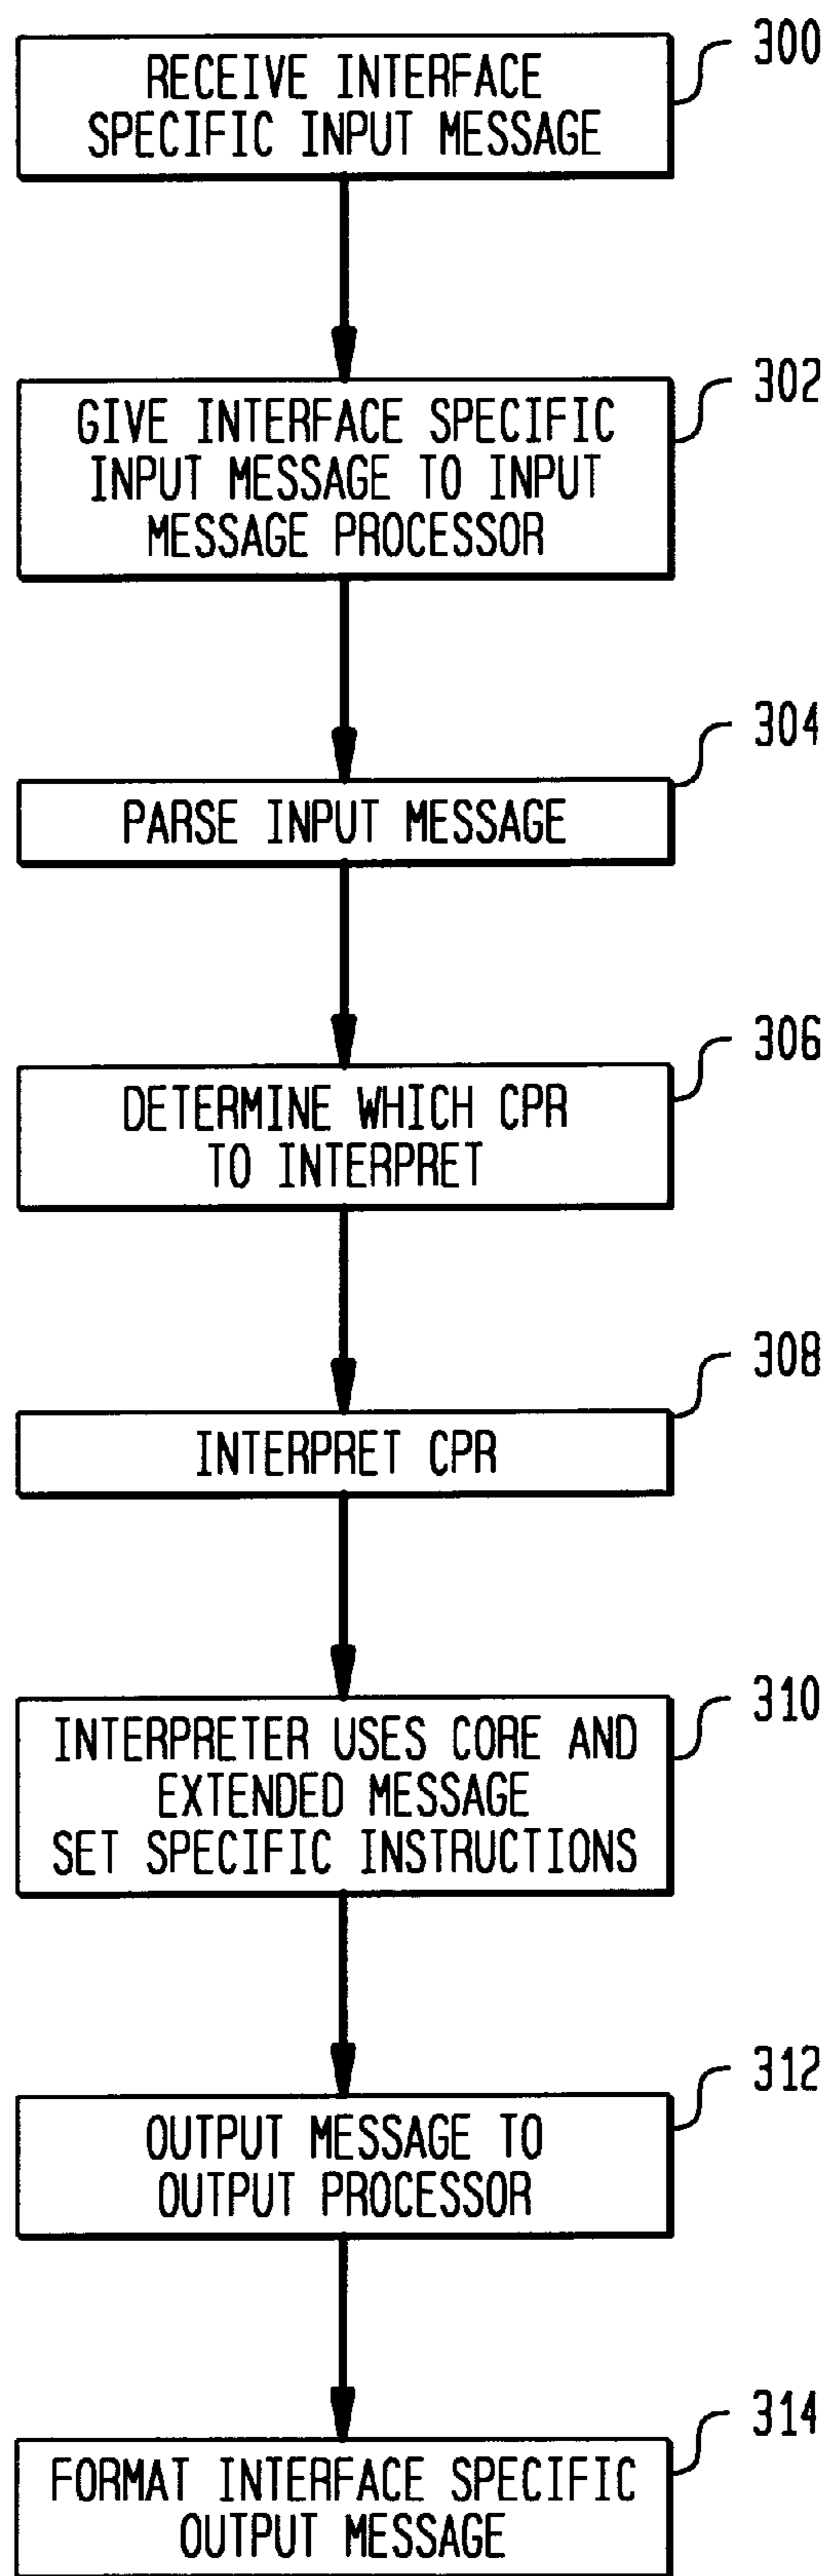 300
RECEIVE INTERFACE
SPECIFIC INPUT MESSAGE
302
GIVE INTERFACE SPECIFIC
INPUT MESSAGE TO INPUT
MESSAGE PROCESSOR
304
PARSE INPUT MESSAGE
306
DETERMINE WHICH CPR
TO INTERPRET
308
INTERPRET CPR
310
INTERPRETER USES CORE AND
EXTENDED MESSAGE
SET SPECIFIC INSTRUCTIONS
312
OUTPUT MESSAGE TO
OUTPUT PROCESSOR
314
FORMAT INTERFACE SPECIFIC
OUTPUT MESSAGE